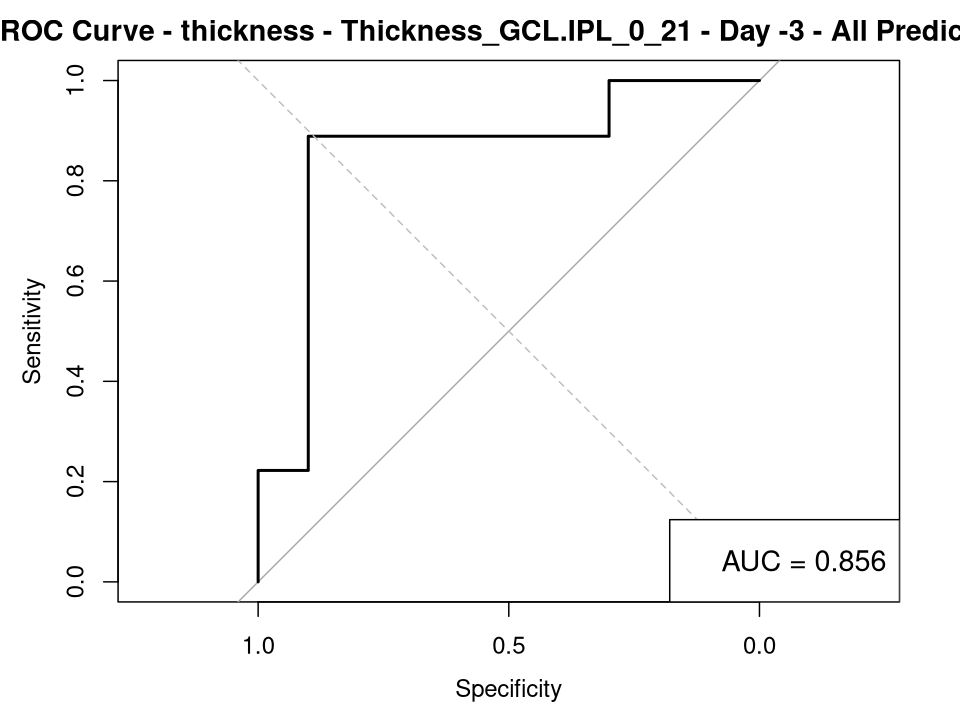 ROC Curve - thickness - Thickness_GCL.IPL_0_21 - Day -3 - All Predic
1.0
0.8
0.6
0.4
0.2
0.0
Sensitivity
AUC = 0.856
1.0 0.5 0.0
Specificity